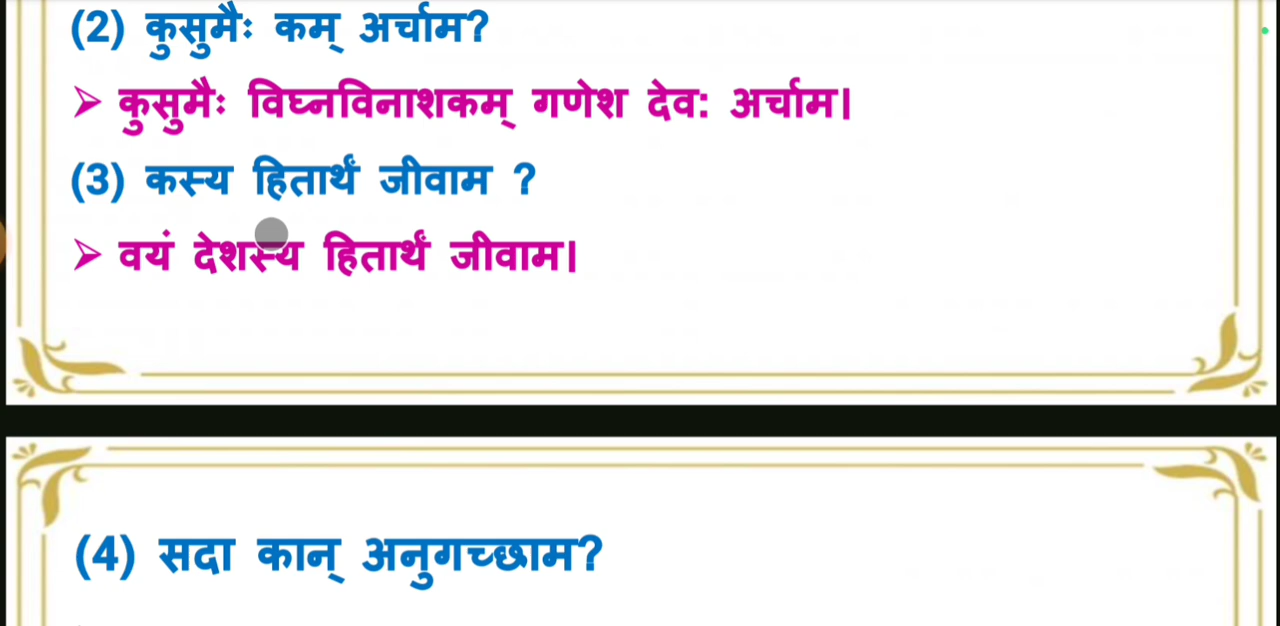 (2) कुसुमैः कम् अर्चाम?
➢ कुसुमैः विघ्नविनाशकम् गणेश देव: अर्चाम।
(3) कस्य हितार्थं जीवाम ?
➢ वयं देशस्य हितार्थं जीवाम।
(4) सदा कान् अनुगच्छाम?